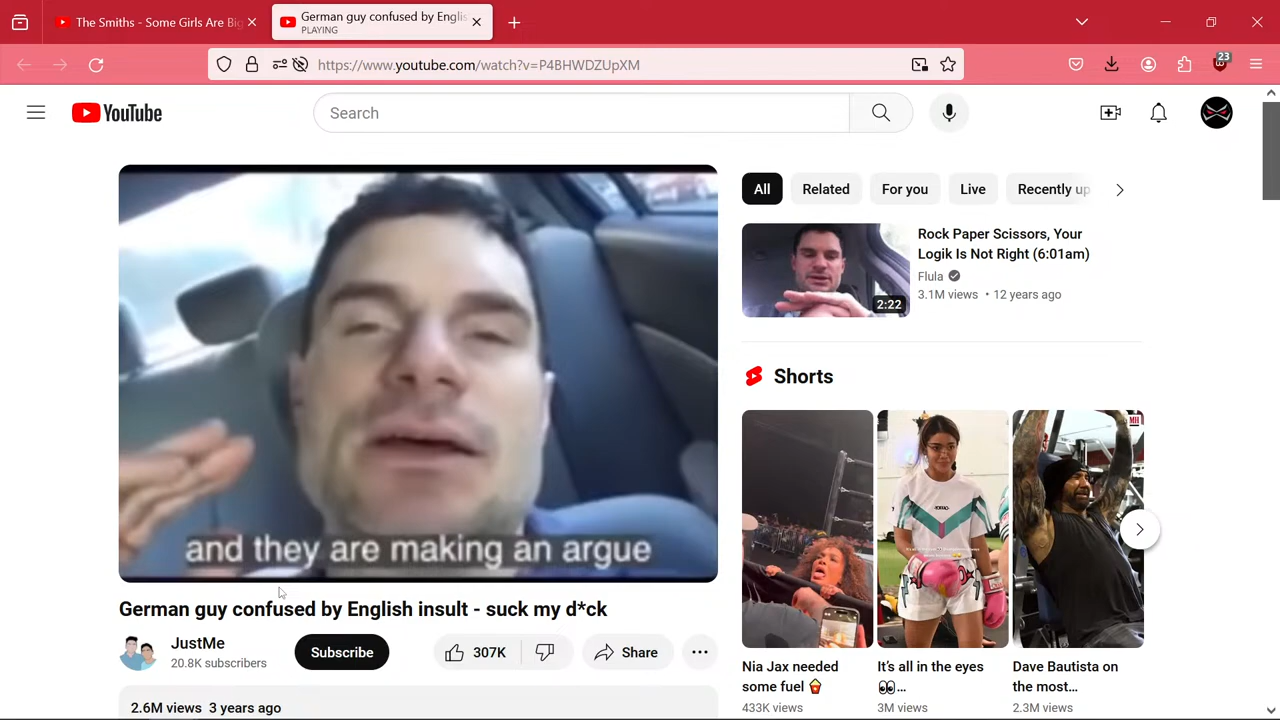 The Smiths - Some Girls Are Big
German guy confused by Englis
PLAYING
https://www.youtube.com/watch?v=P4BHWDZUpXM
23
YouTube
Search
All
Related
For you
Live
Recently up
Rock Paper Scissors, Your
Logik Is Not Right (6:01am)
Flula
3.1M views • 12 years ago
2:22
Shorts
and they are making an argue
German guy confused by English insult - suck my d*ck
JustMe
20.8K subscribers
Subscribe
307K
Share
2.6M views 3 years ago
Nia Jax needed
some fuel 🍿
433K views
It's all in the eyes
👀...
3M views
Dave Bautista on
the most...
2.3M views